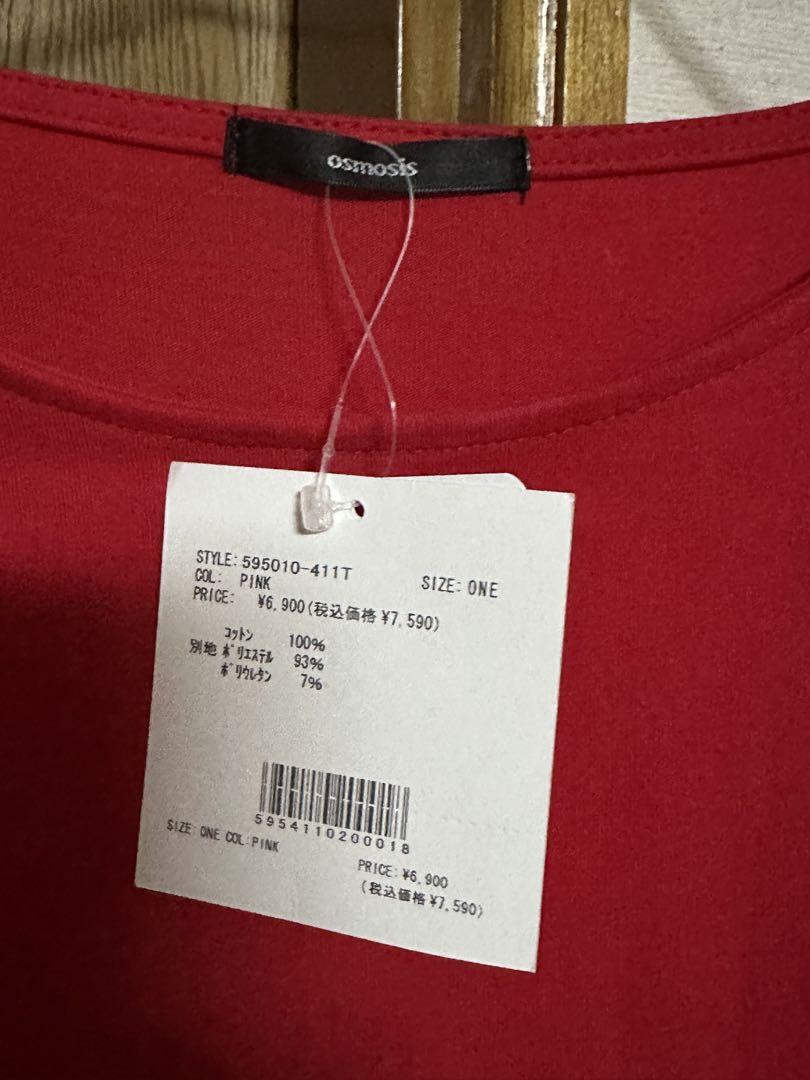 osmosis
STYLE: 595010-411T SIZE: ONE
COL: PINK
PRICE: ¥6,900(税込価格¥7,590)
コットン 100%
別地 ポリエステル 93%
ポリウレタン 7%
5954110200018
SIZE: ONE COL:PINK
PRICE:¥6,900
(税込価格¥7,590)